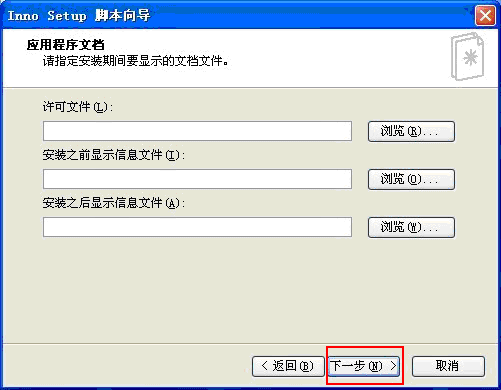 Inno Setup 脚本向导
应用程序文档
请指定安装期间要显示的文档文件。
许可文件(L):
浏览(R)...
安装之前显示信息文件(I):
浏览(O)...
安装之后显示信息文件(A):
浏览(W)...
< 返回(B) 下一步(N) > 取消